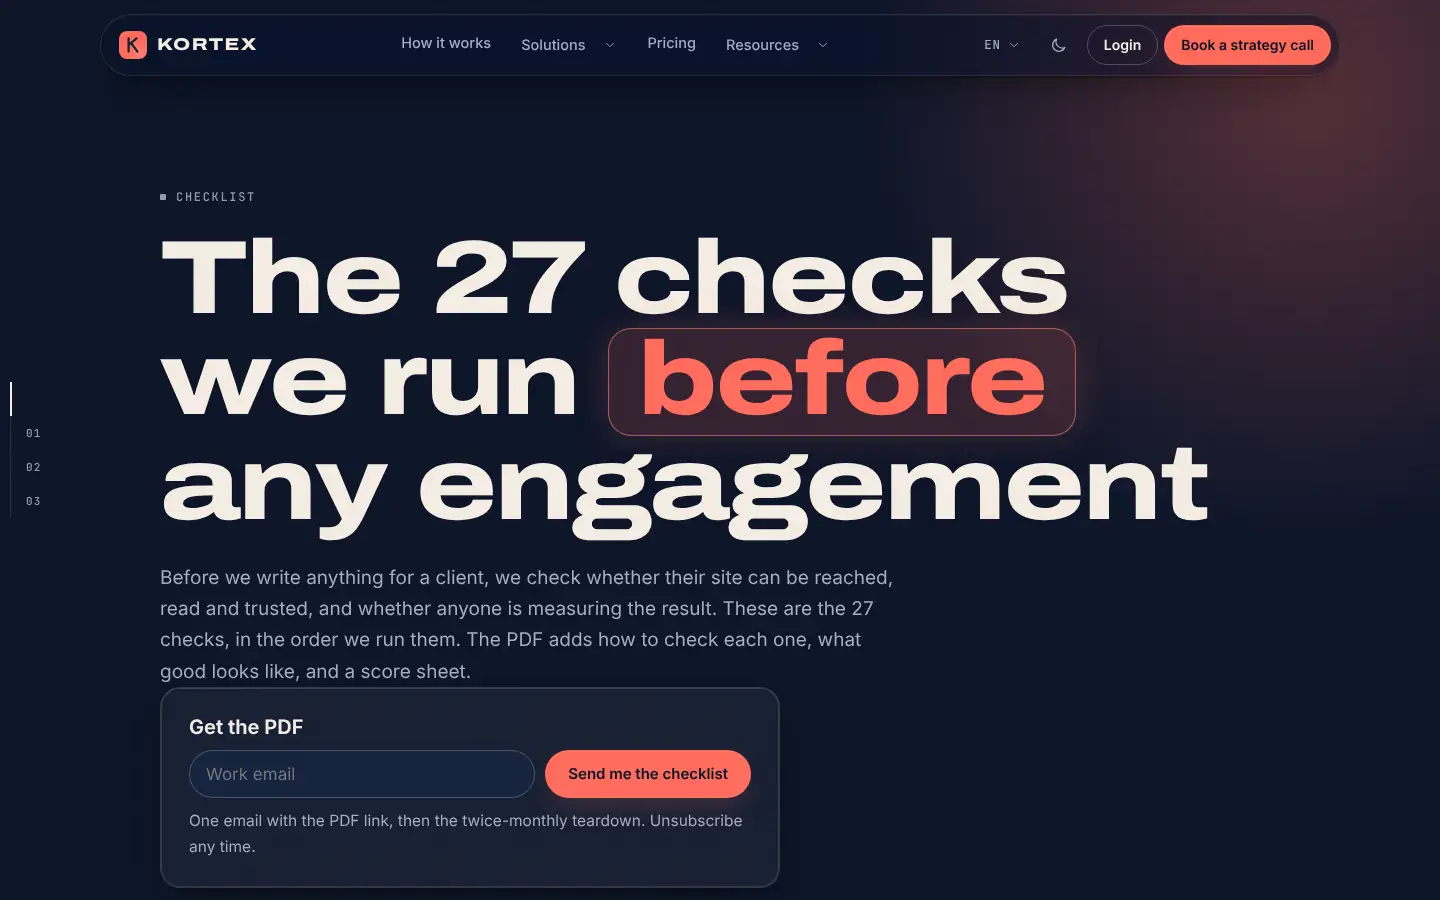 K KORTEX
How it works
Solutions
Pricing
Resources
EN
Login
Book a strategy call
CHECKLIST
The 27 checks
we run before
any engagement
01
02
03
Before we write anything for a client, we check whether their site can be reached,
read and trusted, and whether anyone is measuring the result. These are the 27
checks, in the order we run them. The PDF adds how to check each one, what
good looks like, and a score sheet.
Get the PDF
Work email
Send me the checklist
One email with the PDF link, then the twice-monthly teardown. Unsubscribe
any time.